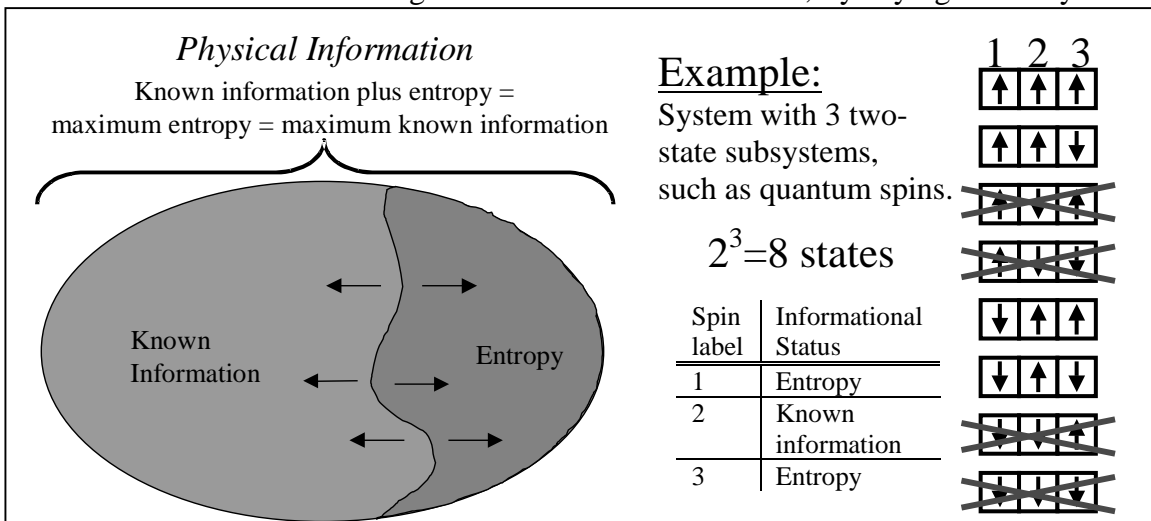 Physical Information
Known information plus entropy =
maximum entropy = maximum known information
Known
Information
Entropy
Example:
System with 3 two-
state subsystems,
such as quantum spins.
2³=8 states
Spin label Informational Status
1 Entropy
2 Known information
3 Entropy
1 2 3